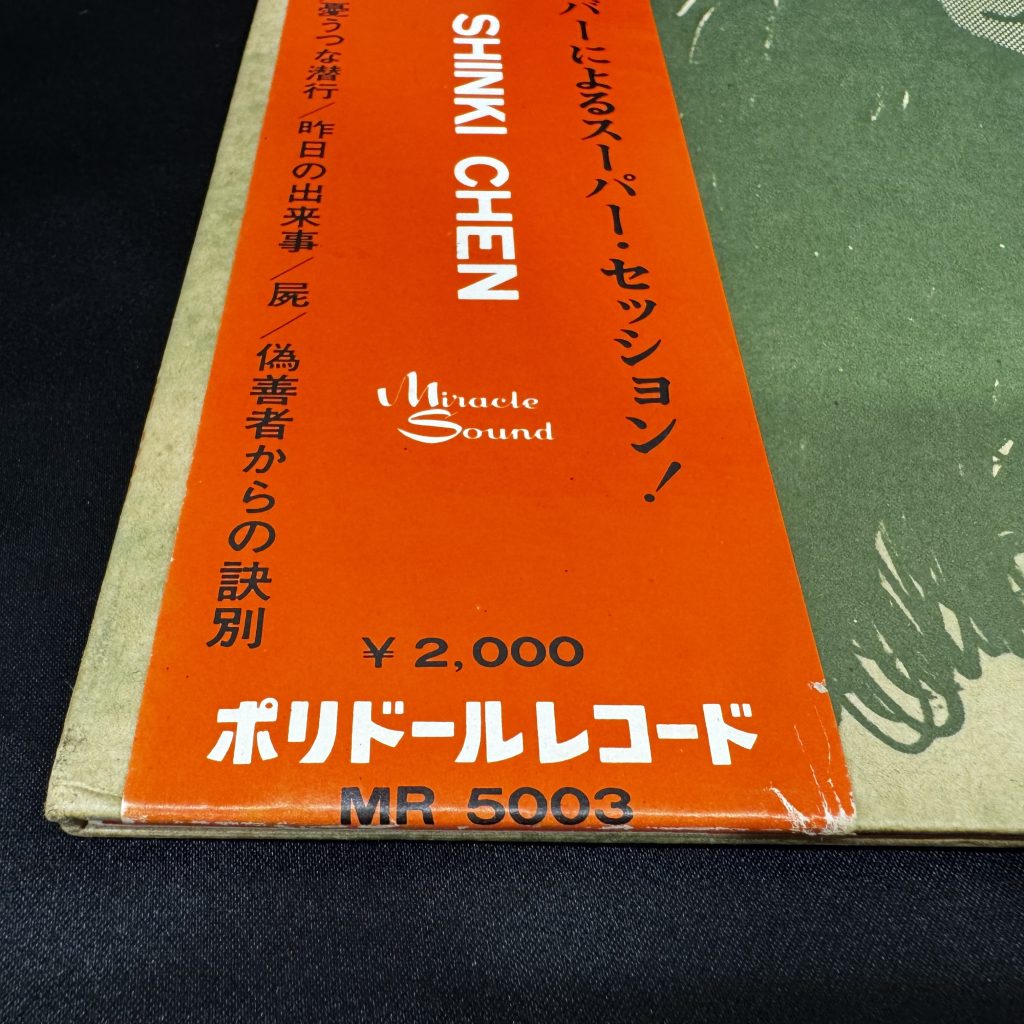 バーによるスーパー・セッション!
SHINKI CHEN
憂うつな潜行/昨日の出来事/屍/偽善者からの訣別
Miracle
Sound
¥2,000
ポリドールレコード
MR 5003